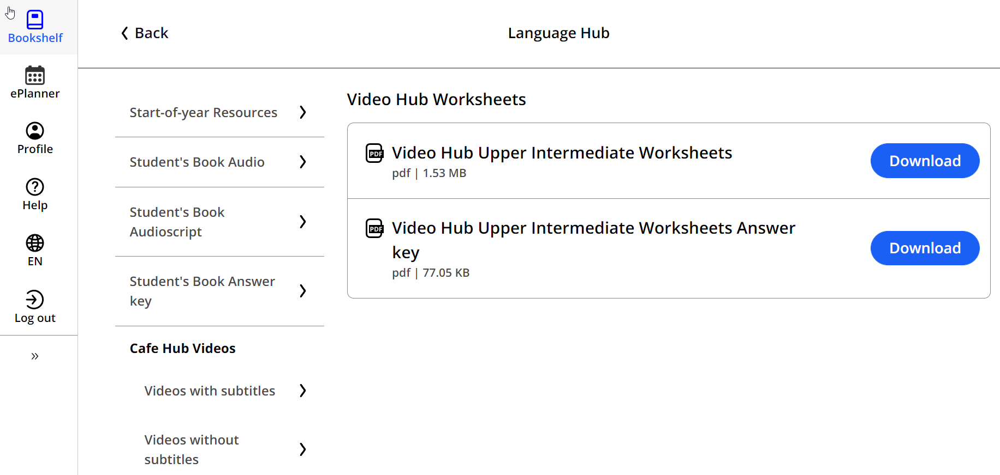 Bookshelf
ePlanner
Profile
Help
EN
Log out
Back
Language Hub
Start-of-year Resources
Student's Book Audio
Student's Book
Audioscript
Student's Book Answer
key
Cafe Hub Videos
Videos with subtitles
Videos without
subtitles
Video Hub Worksheets
PDF
Video Hub Upper Intermediate Worksheets
pdf | 1.53 MB
Download
PDF
Video Hub Upper Intermediate Worksheets Answer
key
pdf | 77.05 KB
Download